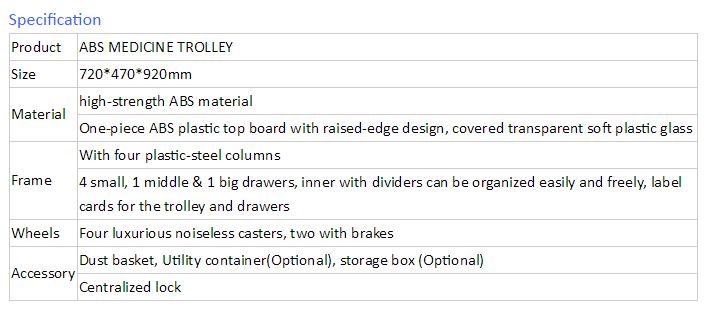 Specification
Product ABS MEDICINE TROLLEY
Size 720*470*920mm
Material
high-strength ABS material
One-piece ABS plastic top board with raised-edge design, covered transparent soft plastic glass
Frame
With four plastic-steel columns
4 small, 1 middle & 1 big drawers, inner with dividers can be organized easily and freely, label
cards for the trolley and drawers
Wheels Four luxurious noiseless casters, two with brakes
Accessory
Dust basket, Utility container(Optional), storage box (Optional)
Centralized lock